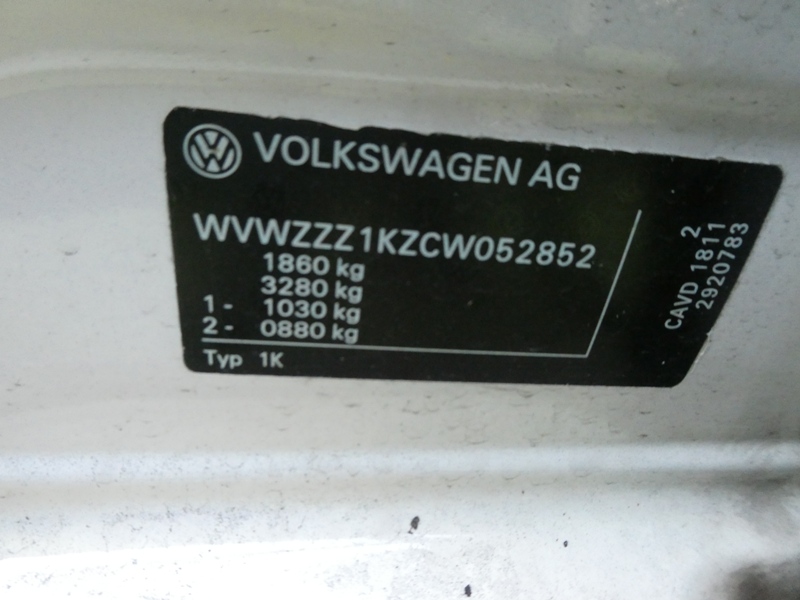 VOLKSWAGEN AG
WVWZZZ1KZCW052852
1860 kg
3280 kg
1 - 1030 kg
2 - 0880 kg
Typ 1K
2
CAVD 1811
2920783